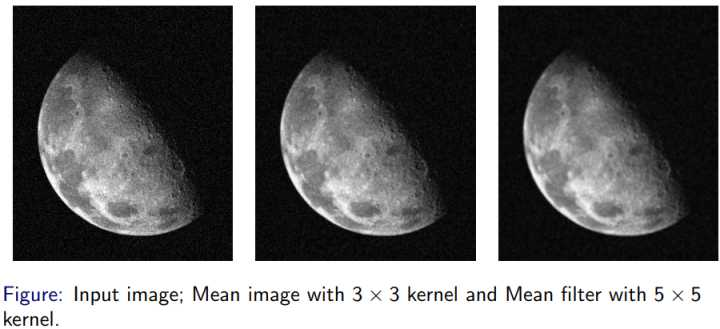 Figure: Input image; Mean image with 3 × 3 kernel and Mean filter with 5 × 5
kernel.